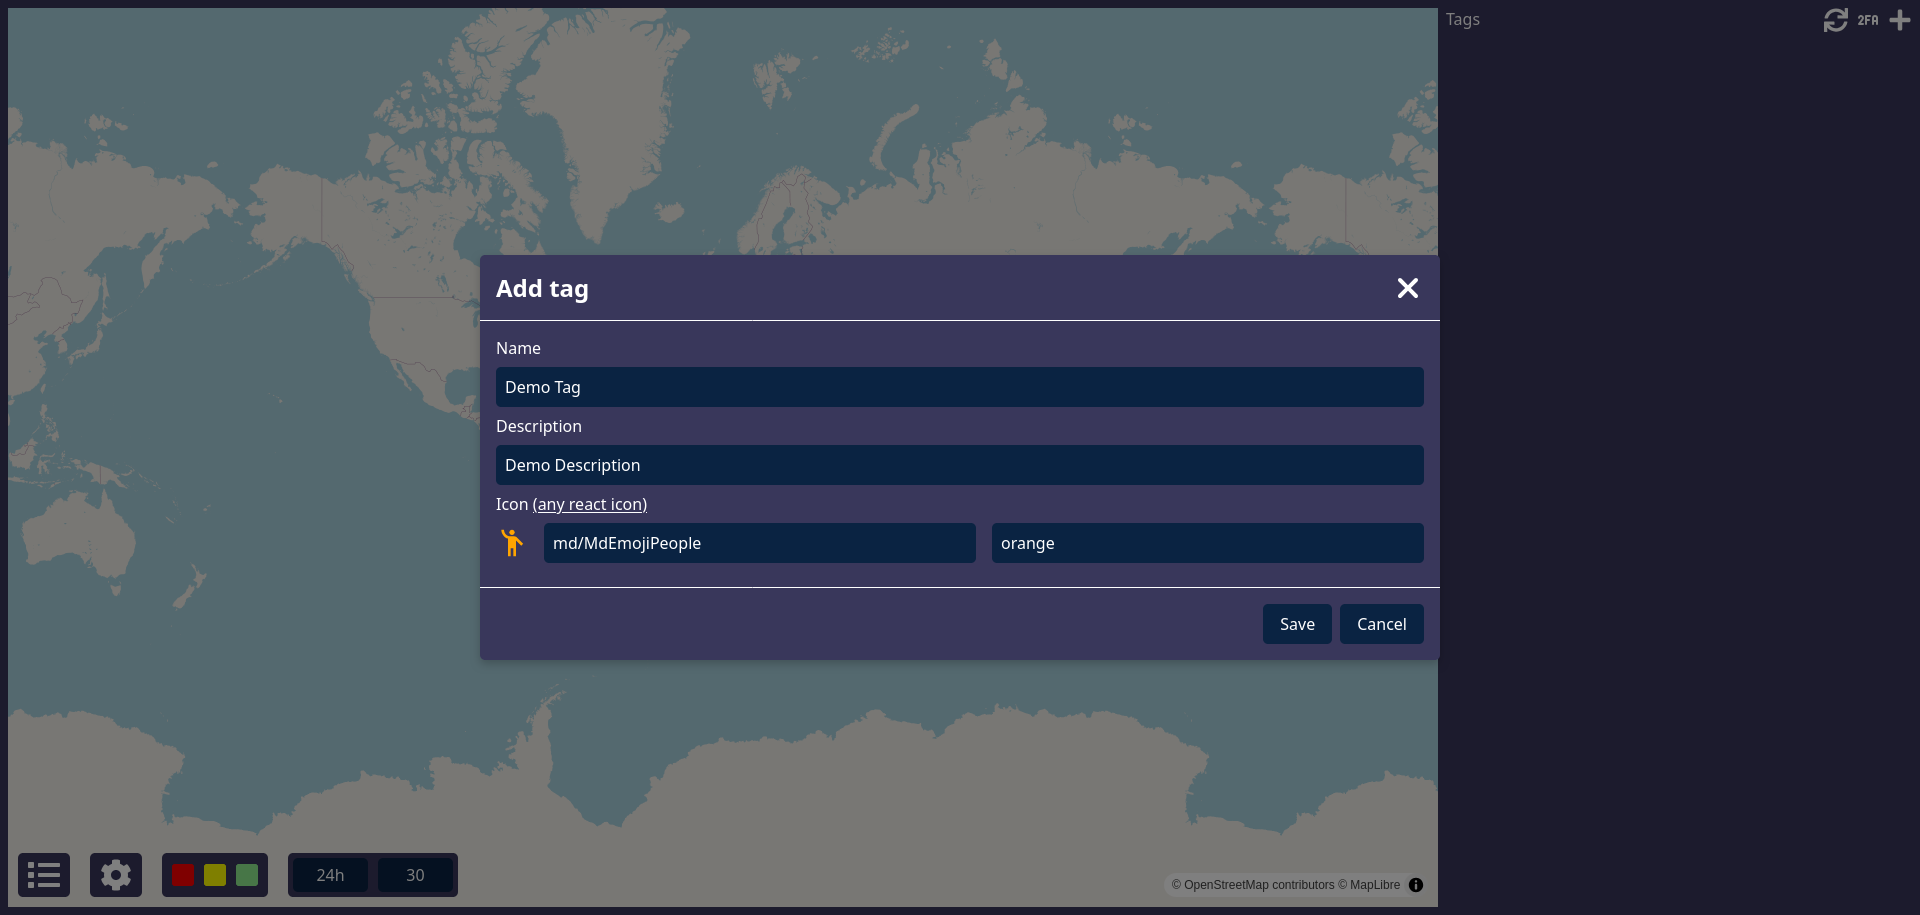 Tags
2FA
Add tag
Name
Demo Tag
Description
Demo Description
Icon (any react icon)
md/MdEmojiPeople
orange
Save
Cancel
24h
30
© OpenStreetMap contributors © MapLibre